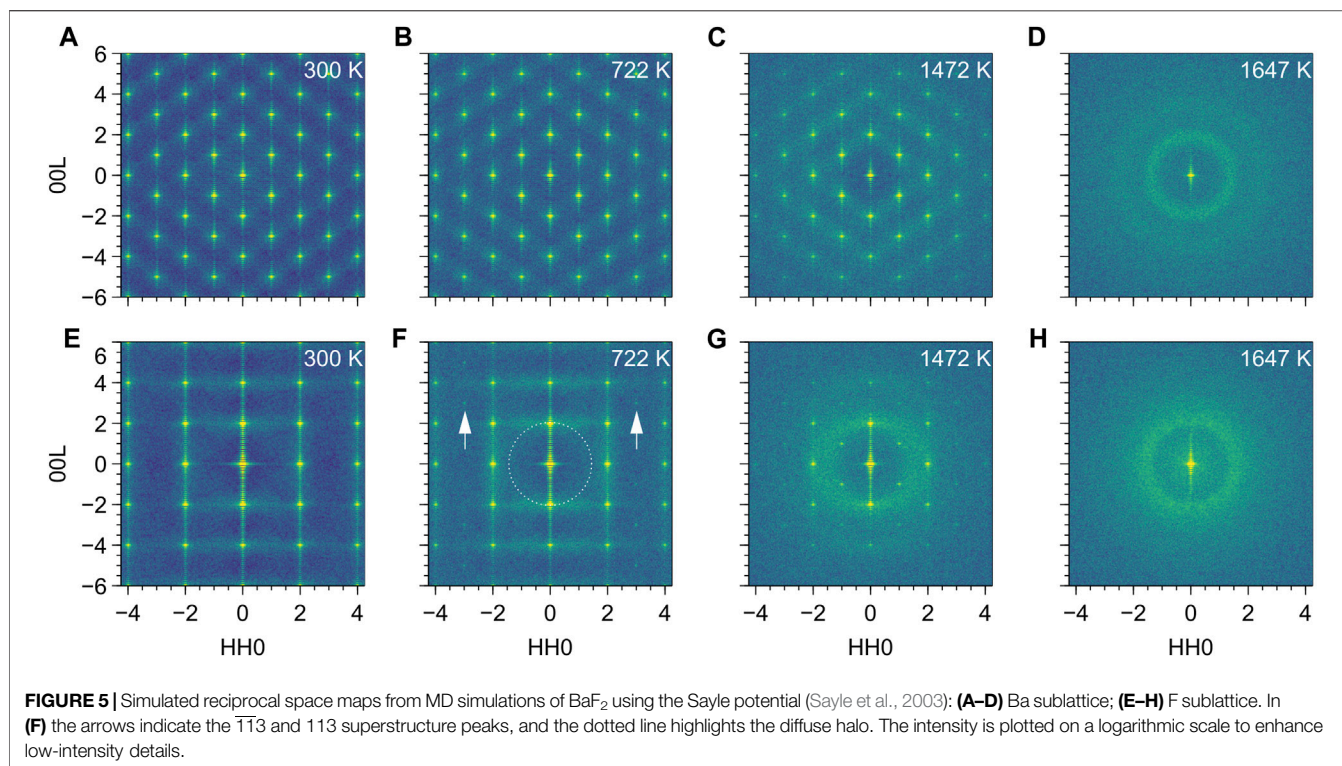 A
B
C
D
300 K
722 K
1472 K
1647 K
6
4
2
0
−2
−4
−6
00L
E
F
G
H
300 K
722 K
1472 K
1647 K
6
4
2
0
−2
−4
−6
00L
−4 −2 0 2 4
−4 −2 0 2 4
−4 −2 0 2 4
−4 −2 0 2 4
HH0
HH0
HH0
HH0
FIGURE 5 | Simulated reciprocal space maps from MD simulations of BaF₂ using the Sayle potential (Sayle et al., 2003): (A–D) Ba sublattice; (E–H) F sublattice. In
(F) the arrows indicate the 1̅1̅3 and 113 superstructure peaks, and the dotted line highlights the diffuse halo. The intensity is plotted on a logarithmic scale to enhance
low-intensity details.